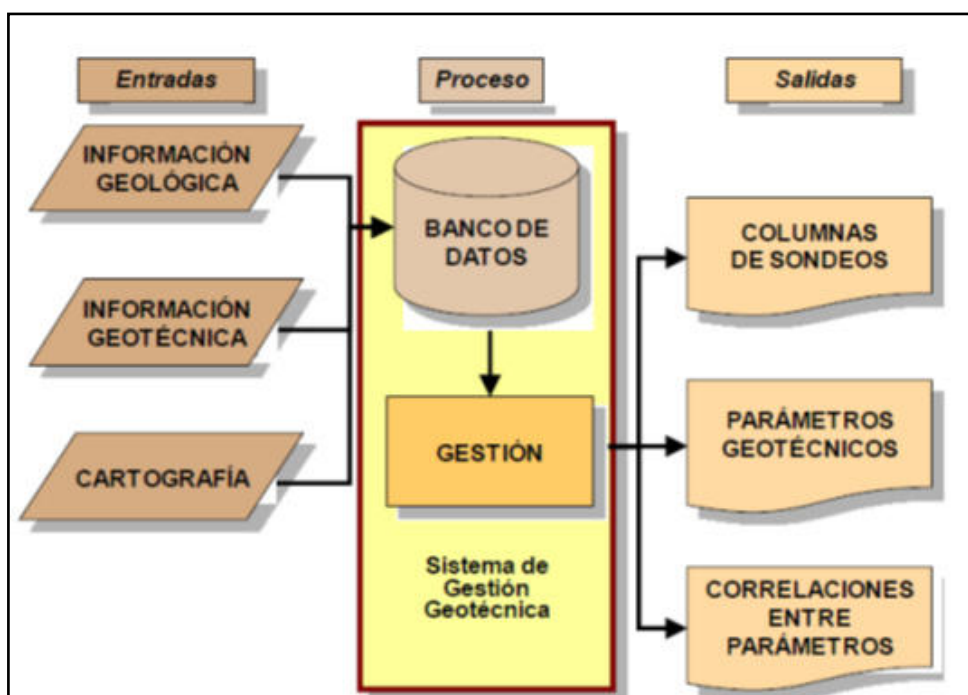 Entradas
Proceso
Salidas
INFORMACIÓN
GEOLÓGICA
INFORMACIÓN
GEOTÉCNICA
CARTOGRAFÍA
BANCO DE
DATOS
GESTIÓN
Sistema de
Gestión
Geotécnica
COLUMNAS
DE SONDEOS
PARÁMETROS
GEOTÉCNICOS
CORRELACIONES
ENTRE
PARÁMETROS